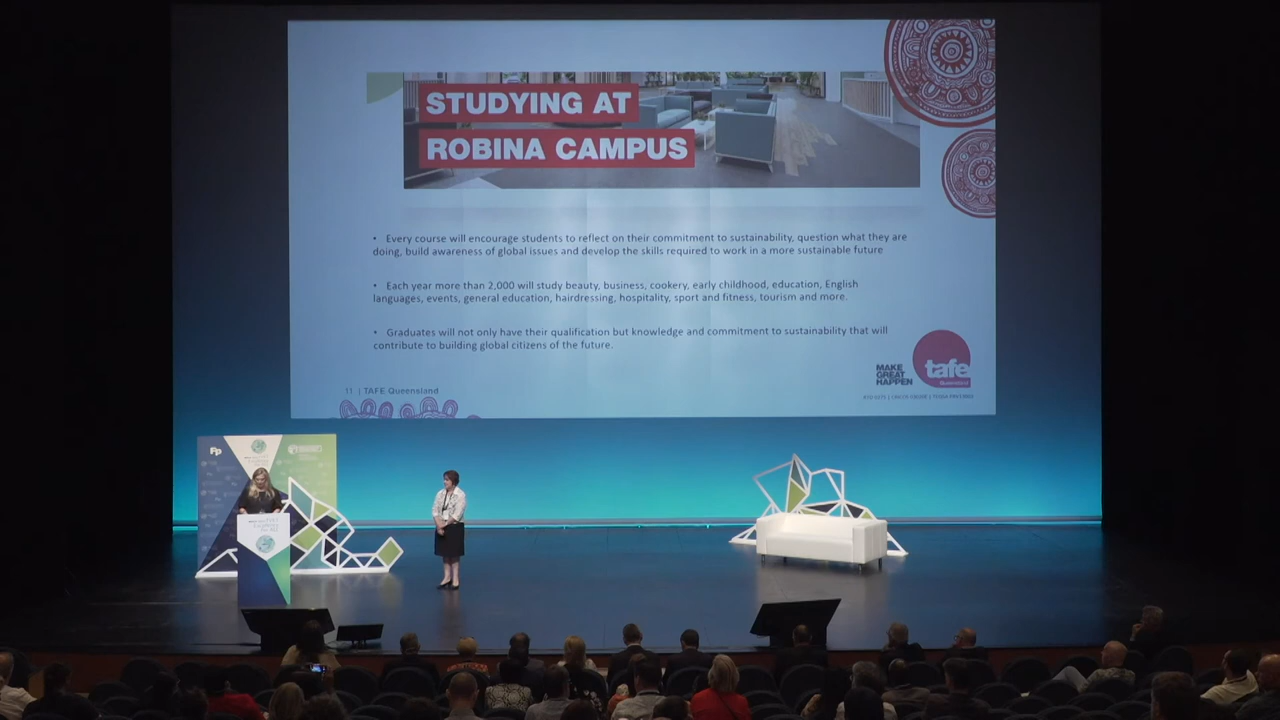 STUDYING AT
ROBINA CAMPUS
• Every course will encourage students to reflect on their commitment to sustainability, question what they are
doing, build awareness of global issues and develop the skills required to work in a more sustainable future
• Each year more than 2,000 will study beauty, business, cookery, early childhood, education, English
languages, events, general education, hairdressing, hospitality, sport and fitness, tourism and more.
• Graduates will not only have their qualification but knowledge and commitment to sustainability that will
contribute to building global citizens of the future.
MAKE
GREAT
HAPPEN
tafe
Queensland
11 | TAFE Queensland